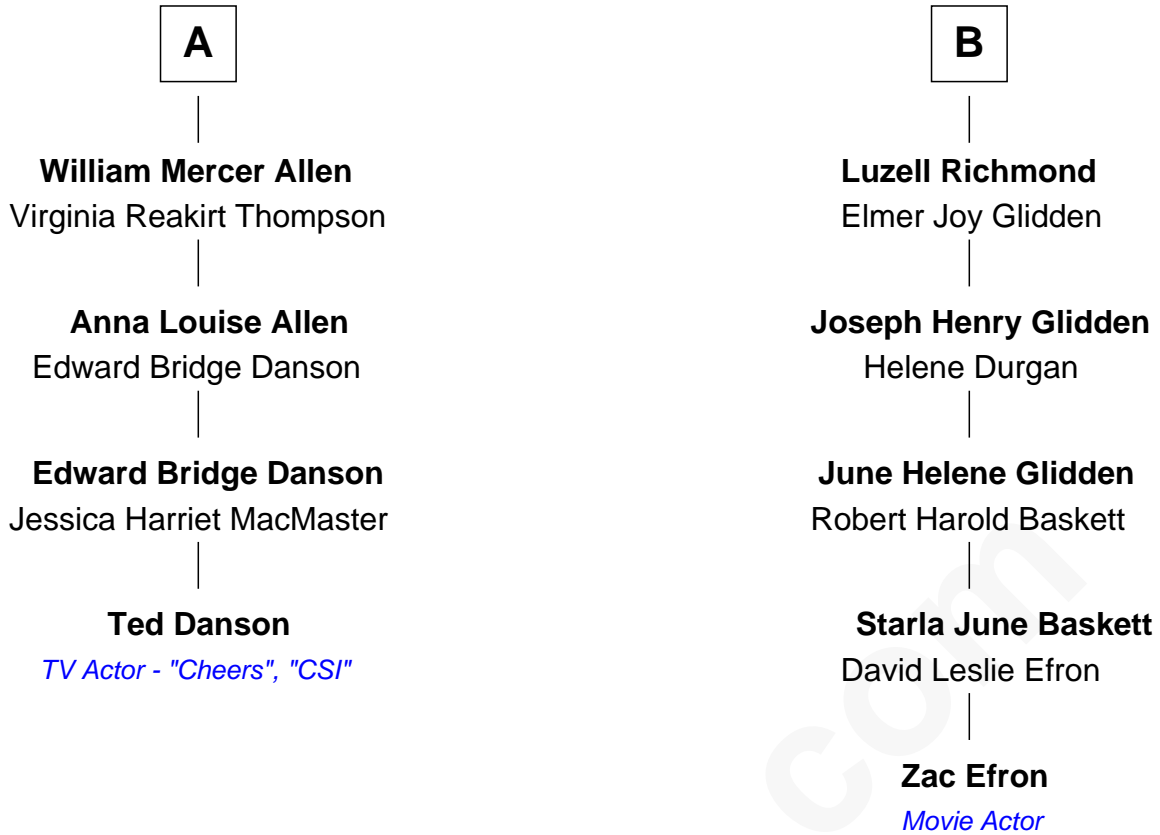 A
William Mercer Allen
Virginia Reakirt Thompson
Anna Louise Allen
Edward Bridge Danson
Edward Bridge Danson
Jessica Harriet MacMaster
Ted Danson
TV Actor - "Cheers", "CSI"
B
Luzell Richmond
Elmer Joy Glidden
Joseph Henry Glidden
Helene Durgan
June Helene Glidden
Robert Harold Baskett
Starla June Baskett
David Leslie Efron
Zac Efron
Movie Actor
com